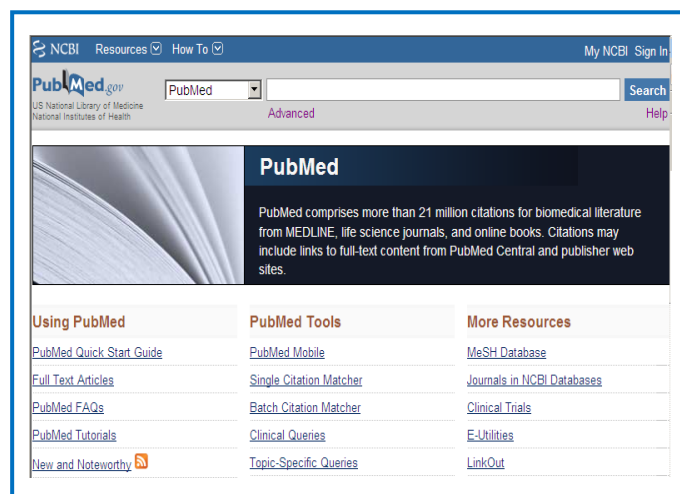 NCBI Resources How To My NCBI Sign In
PubMed.gov
US National Library of Medicine
National Institutes of Health
PubMed
Search
Advanced
Help
PubMed
PubMed comprises more than 21 million citations for biomedical literature
from MEDLINE, life science journals, and online books. Citations may
include links to full-text content from PubMed Central and publisher web
sites.
Using PubMed
PubMed Quick Start Guide
Full Text Articles
PubMed FAQs
PubMed Tutorials
New and Noteworthy
PubMed Tools
PubMed Mobile
Single Citation Matcher
Batch Citation Matcher
Clinical Queries
Topic-Specific Queries
More Resources
MeSH Database
Journals in NCBI Databases
Clinical Trials
E-Utilities
LinkOut